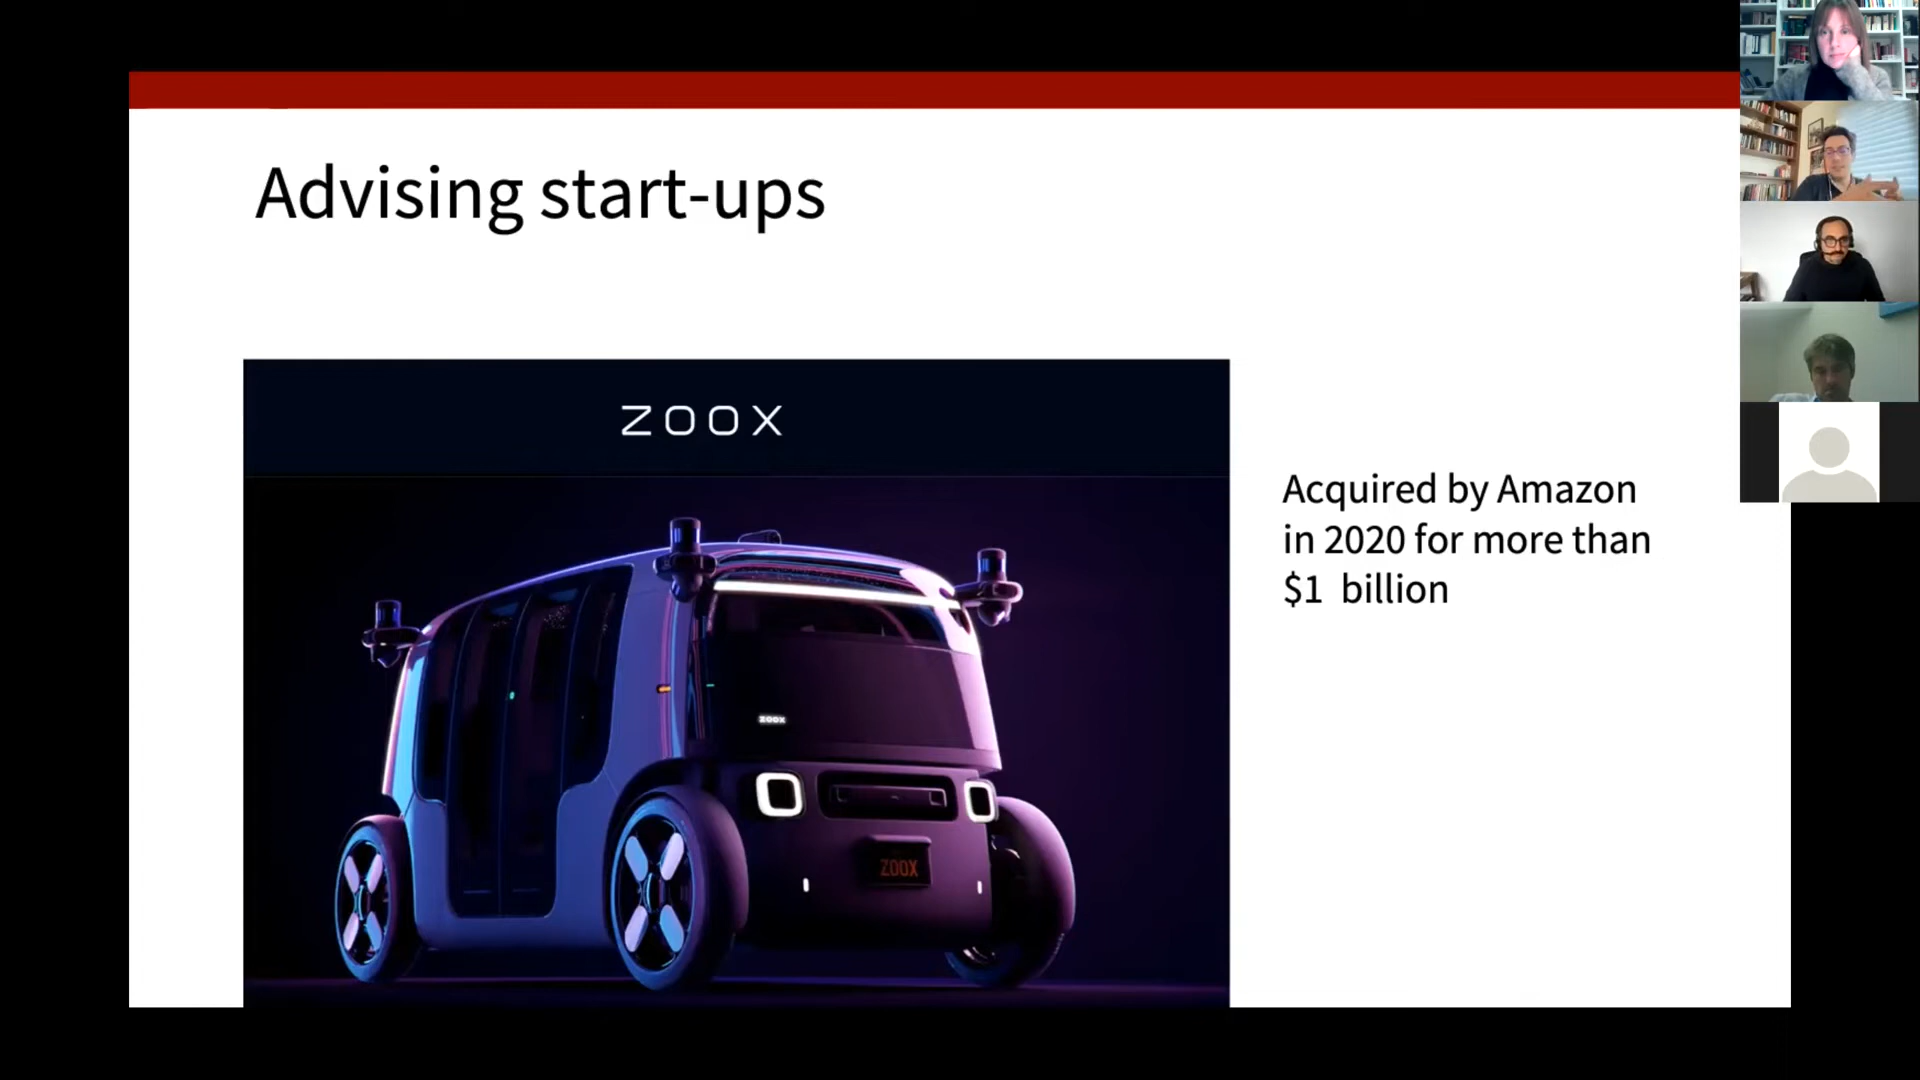 Advising start-ups
ZOOX
Acquired by Amazon
in 2020 for more than
$1 billion
zoox
ZOOX